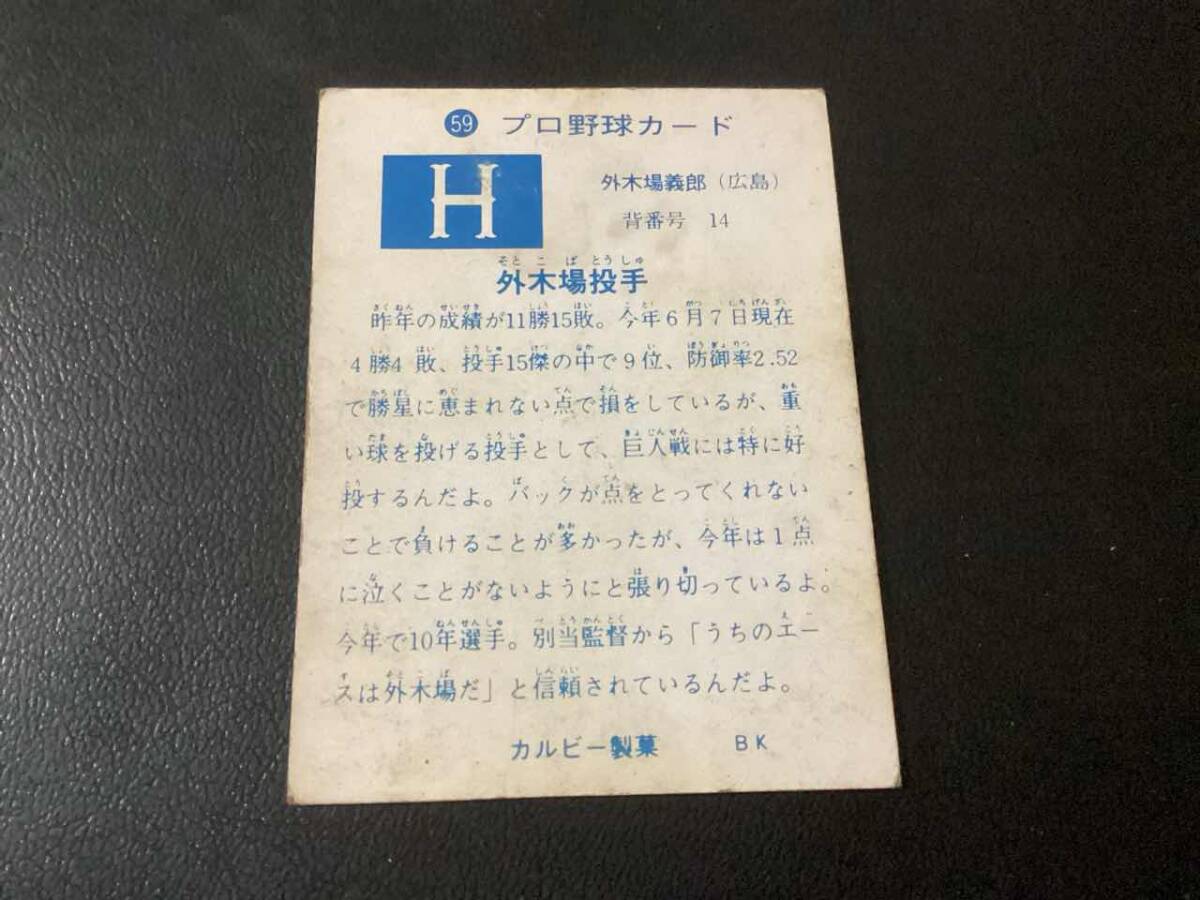 59 プロ野球カード
H
外木場義郎（広島）
背番号 14
外木場投手
昨年の成績が11勝15敗。今年6月7日現在
4勝4敗、投手15傑の中で9位、防御率2.52
で勝星に恵まれない点で損をしているが、重
い球を投げる投手として、巨人戦には特に好
投するんだよ。バックが点をとってくれない
ことで負けることが多かったが、今年は1点
に泣くことがないようにと張り切っているよ。
今年で10年選手。別当監督から「うちのエー
スは外木場だ」と信頼されているんだよ。
カルビー製菓 BK